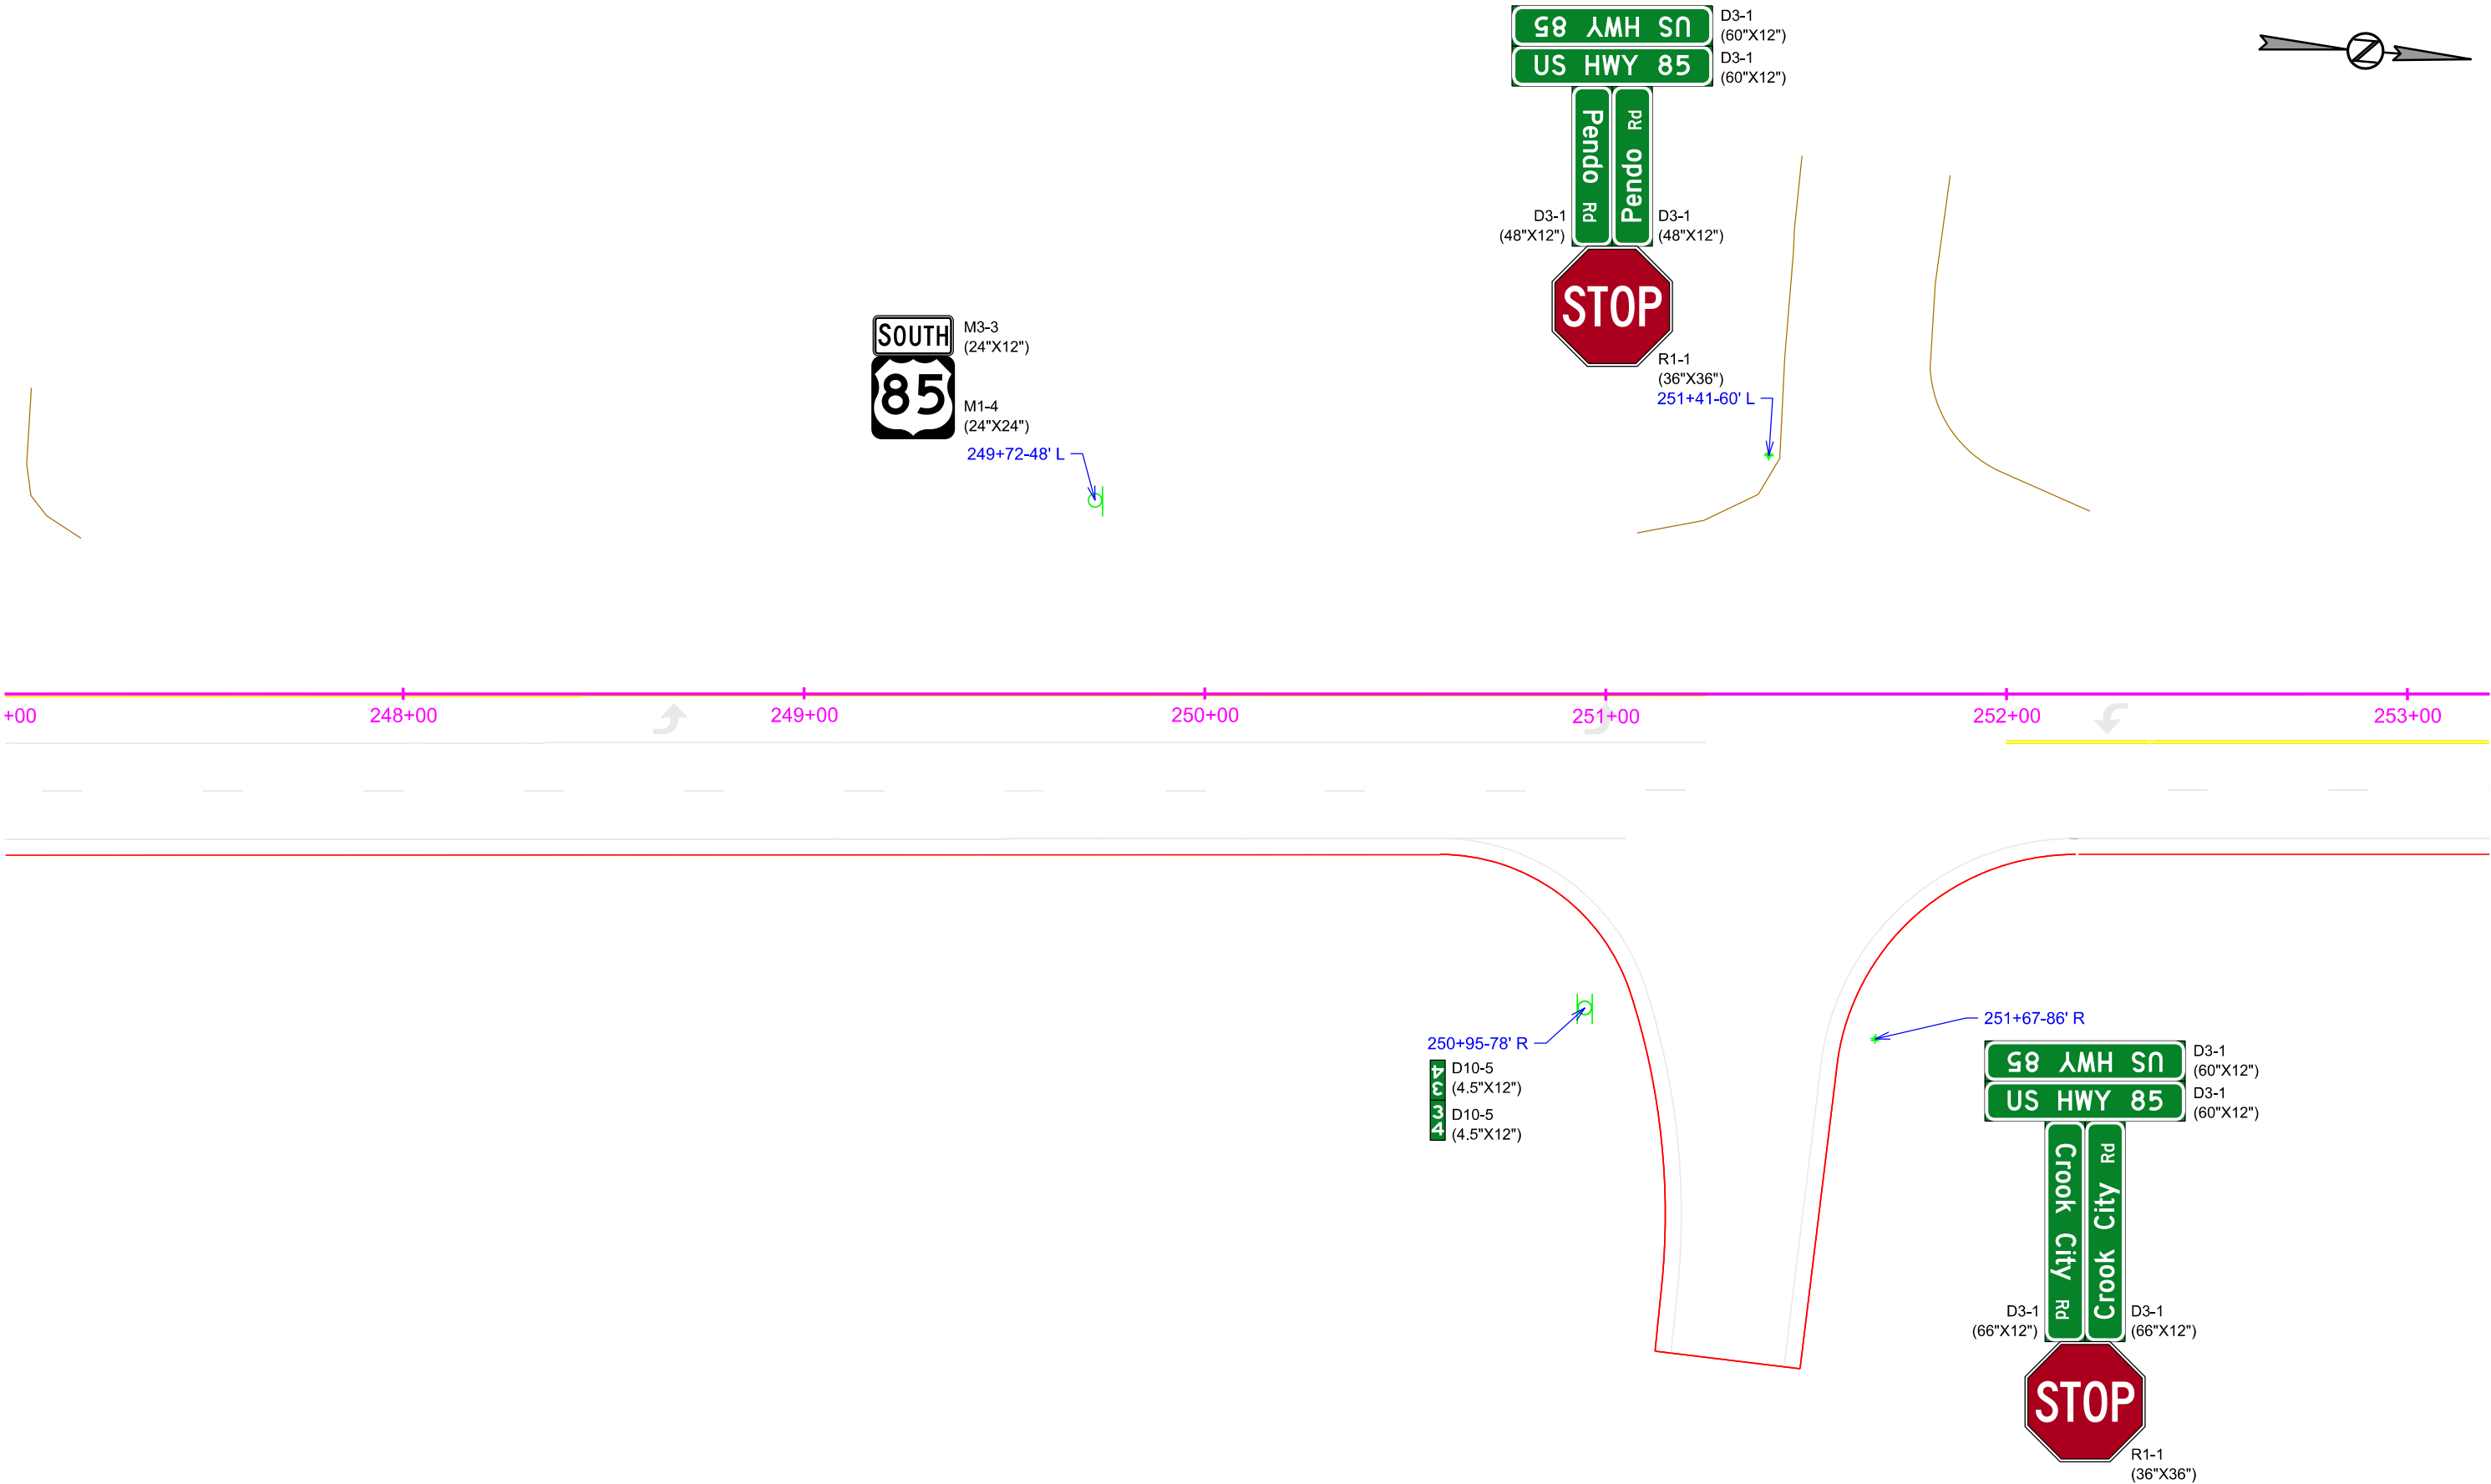 US HWY 85
D3-1
(60"X12")
US HWY 85
D3-1
(60"X12")
Pendo Rd
Pendo Rd
D3-1
(48"X12")
D3-1
(48"X12")
STOP
R1-1
(36"X36")
251+41-60' L
N
SOUTH
M3-3
(24"X12")
85
M1-4
(24"X24")
249+72-48' L
+00
248+00
249+00
250+00
251+00
252+00
253+00
250+95-78' R
34
D10-5
(4.5"X12")
34
D10-5
(4.5"X12")
251+67-86' R
US HWY 85
D3-1
(60"X12")
US HWY 85
D3-1
(60"X12")
Crook City Rd
Crook City Rd
D3-1
(66"X12")
D3-1
(66"X12")
STOP
R1-1
(36"X36")